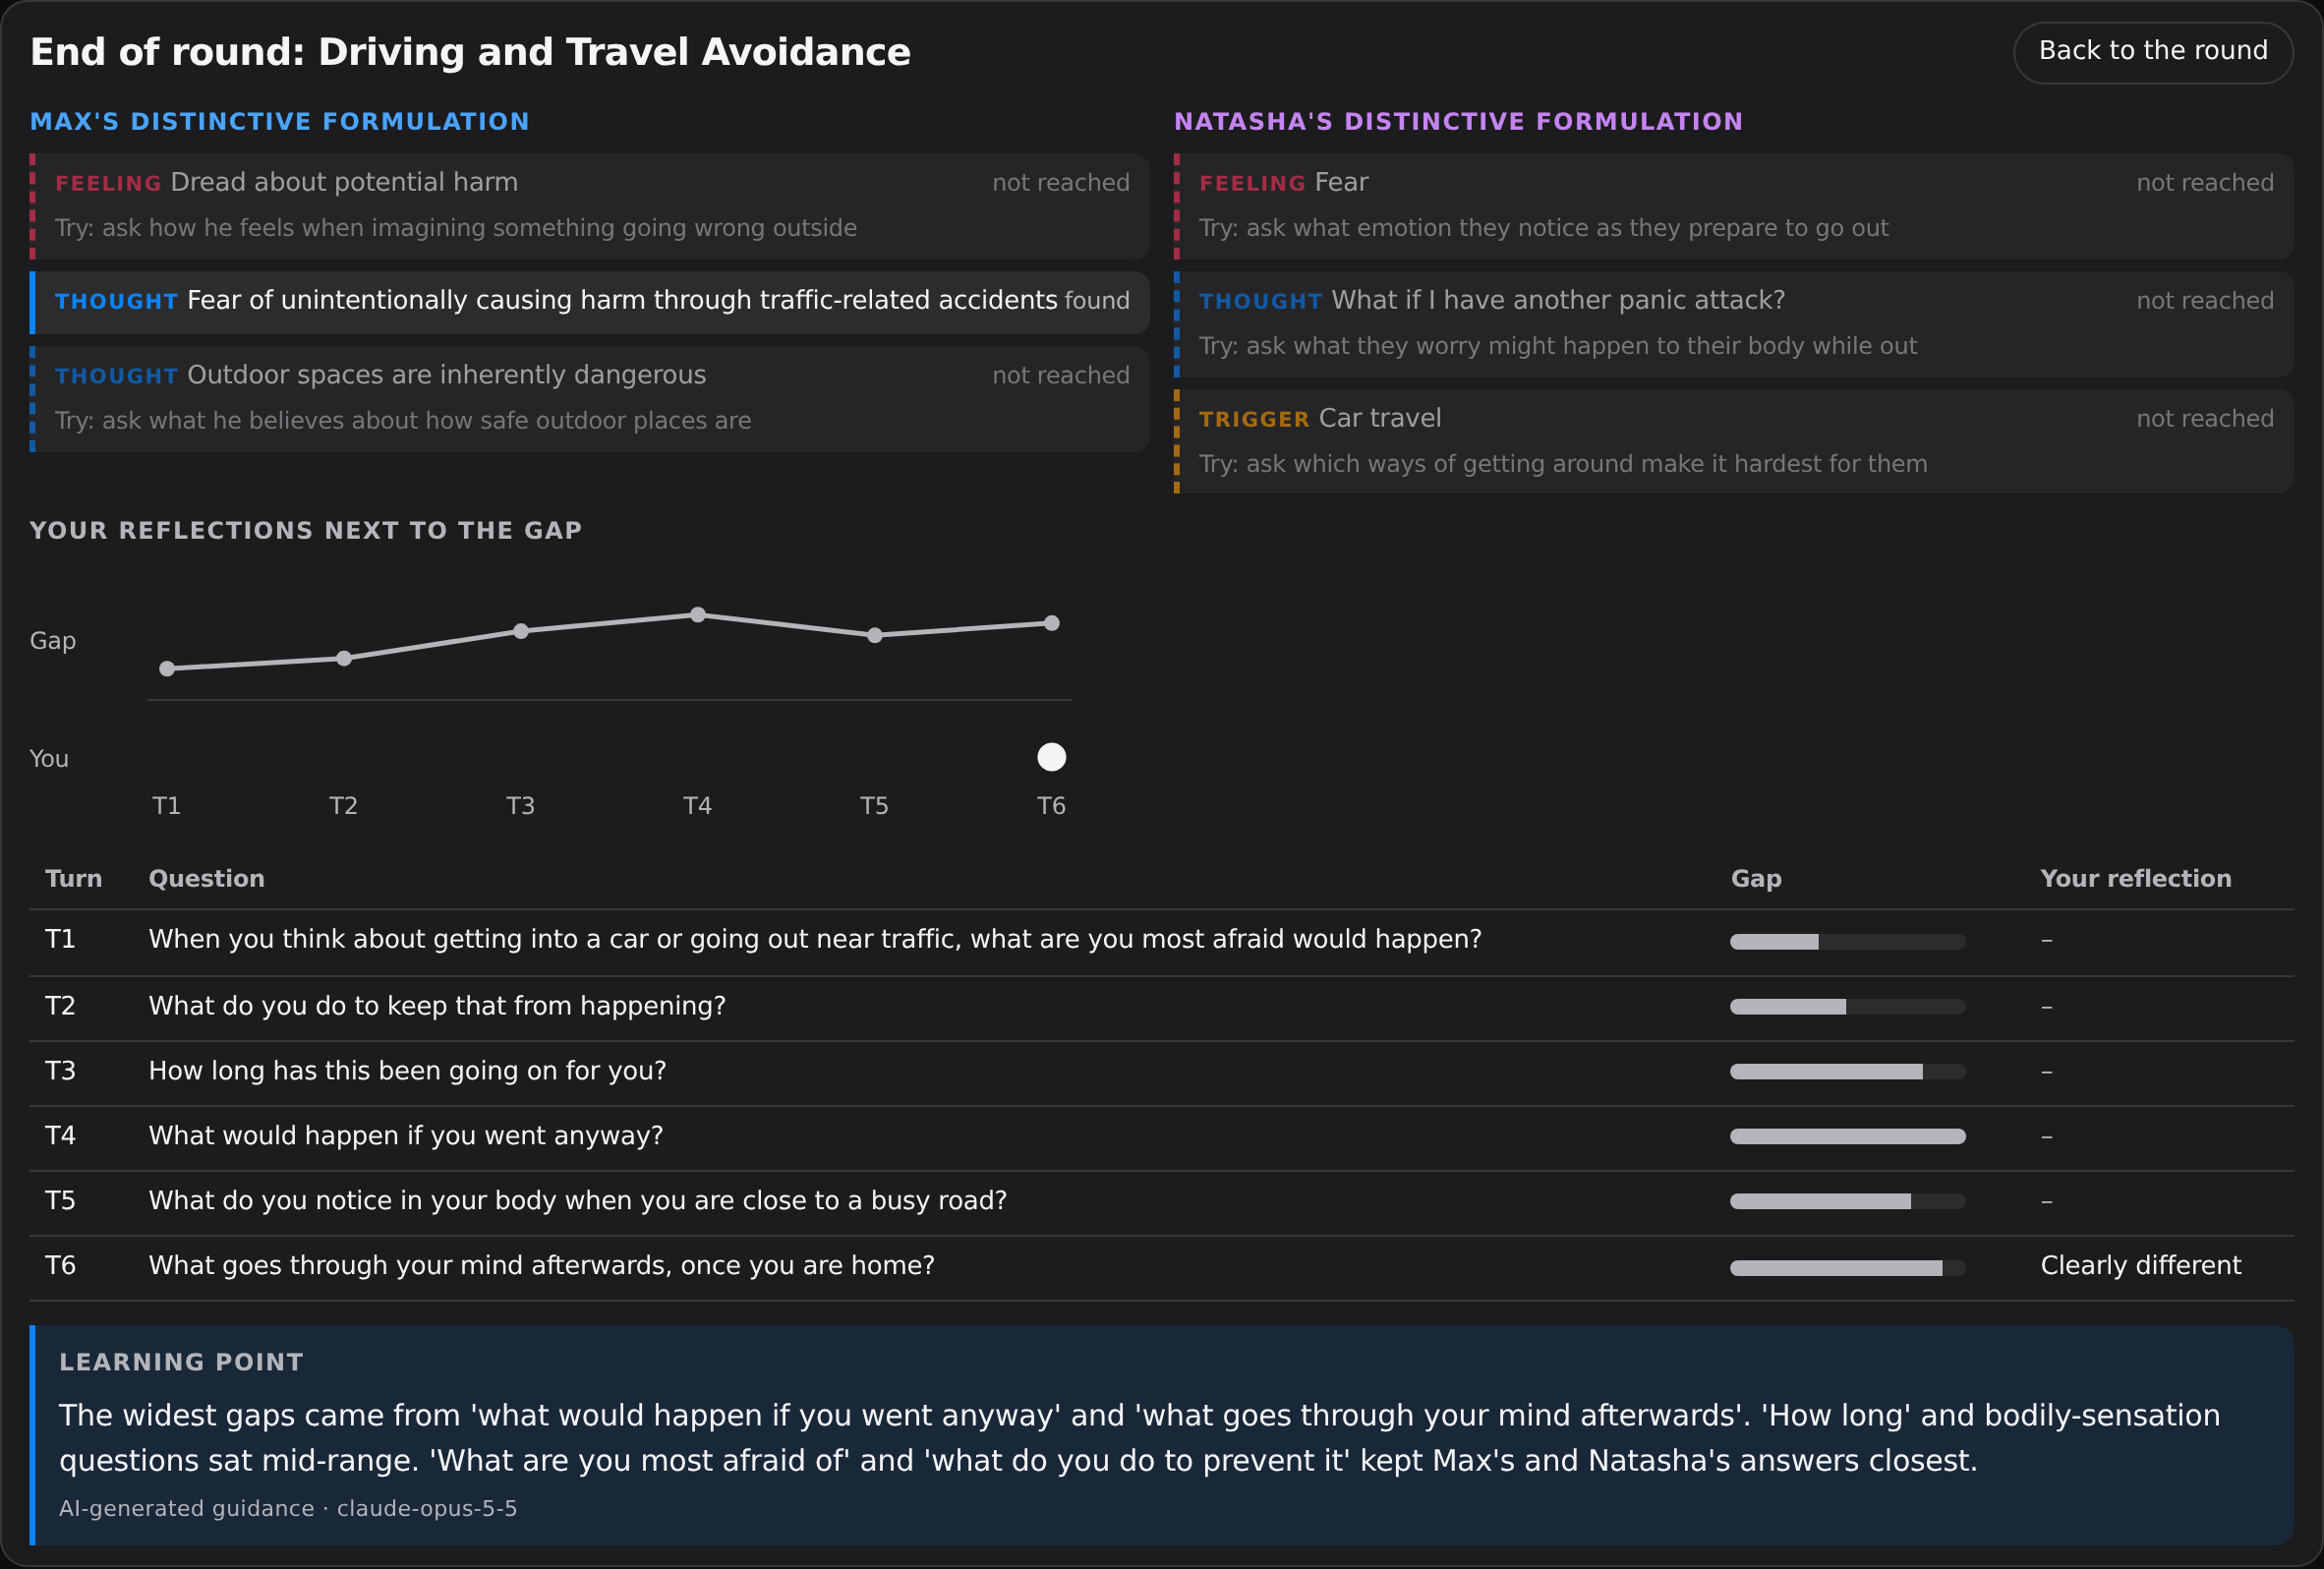 End of round: Driving and Travel Avoidance
Back to the round
MAX'S DISTINCTIVE FORMULATION
FEELING Dread about potential harm not reached
Try: ask how he feels when imagining something going wrong outside
THOUGHT Fear of unintentionally causing harm through traffic-related accidents found
THOUGHT Outdoor spaces are inherently dangerous not reached
Try: ask what he believes about how safe outdoor places are
NATASHA'S DISTINCTIVE FORMULATION
FEELING Fear not reached
Try: ask what emotion they notice as they prepare to go out
THOUGHT What if I have another panic attack? not reached
Try: ask what they worry might happen to their body while out
TRIGGER Car travel not reached
Try: ask which ways of getting around make it hardest for them
YOUR REFLECTIONS NEXT TO THE GAP
Gap
You
T1 T2 T3 T4 T5 T6
Turn Question Gap Your reflection
T1 When you think about getting into a car or going out near traffic, what are you most afraid would happen? –
T2 What do you do to keep that from happening? –
T3 How long has this been going on for you? –
T4 What would happen if you went anyway? –
T5 What do you notice in your body when you are close to a busy road? –
T6 What goes through your mind afterwards, once you are home? Clearly different
LEARNING POINT
The widest gaps came from 'what would happen if you went anyway' and 'what goes through your mind afterwards'. 'How long' and bodily-sensation
questions sat mid-range. 'What are you most afraid of' and 'what do you do to prevent it' kept Max's and Natasha's answers closest.
AI-generated guidance · claude-opus-5-5